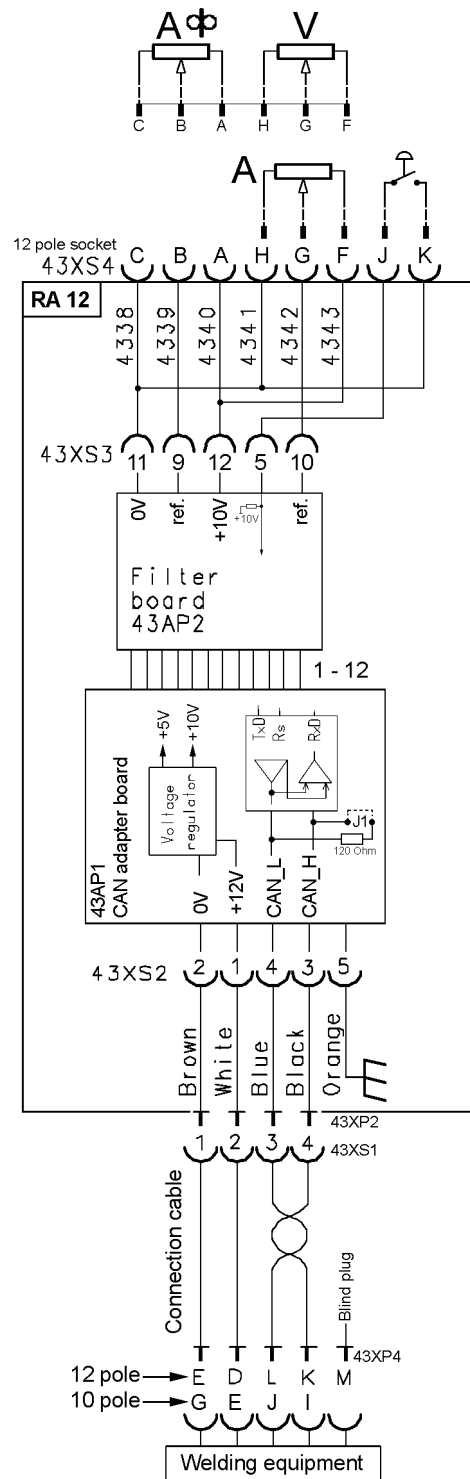 A V
C B A H G F
A
12 pole socket
43XS4 C B A H G F J K
RA 12
4338 4339 4340 4341 4342 4343
43XS3
11 9 12 5 10
0V ref. +10V +10V ref.
Filter
board
43AP2
1 - 12
43AP1
CAN adapter board
+5V +10V
Voltage
regulator
0V +12V
TxD Rs RxD
J1
120 Ohm
CAN_L CAN_H
43XS2 2 1 4 3 5
Brown White Blue Black Orange
43XP2
1 2 3 4 43XS1
Connection cable
Blind plug
43XP4
12 pole E D L K M
10 pole G E J I
Welding equipment